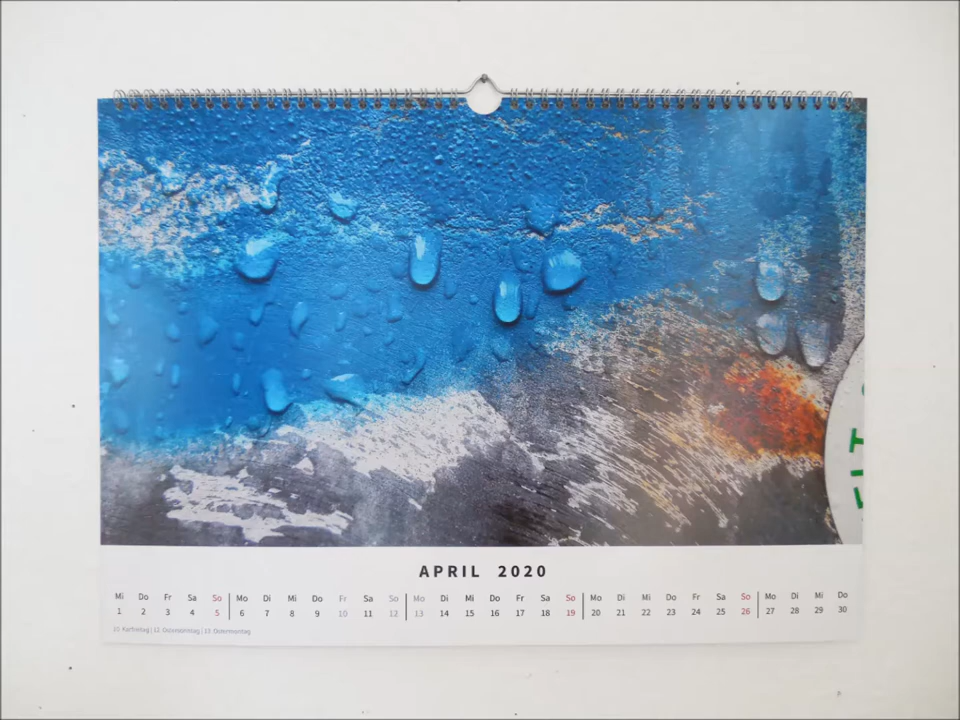 APRIL 2020
Mi Do Fr Sa So Mo Di Mi Do Fr Sa So Mo Di Mi Do Fr Sa So Mo Di Mi Do Fr Sa So Mo Di Mi Do
1 2 3 4 5 6 7 8 9 10 11 12 13 14 15 16 17 18 19 20 21 22 23 24 25 26 27 28 29 30
10. Karfreitag | 12. Ostersonntag | 13. Ostermontag